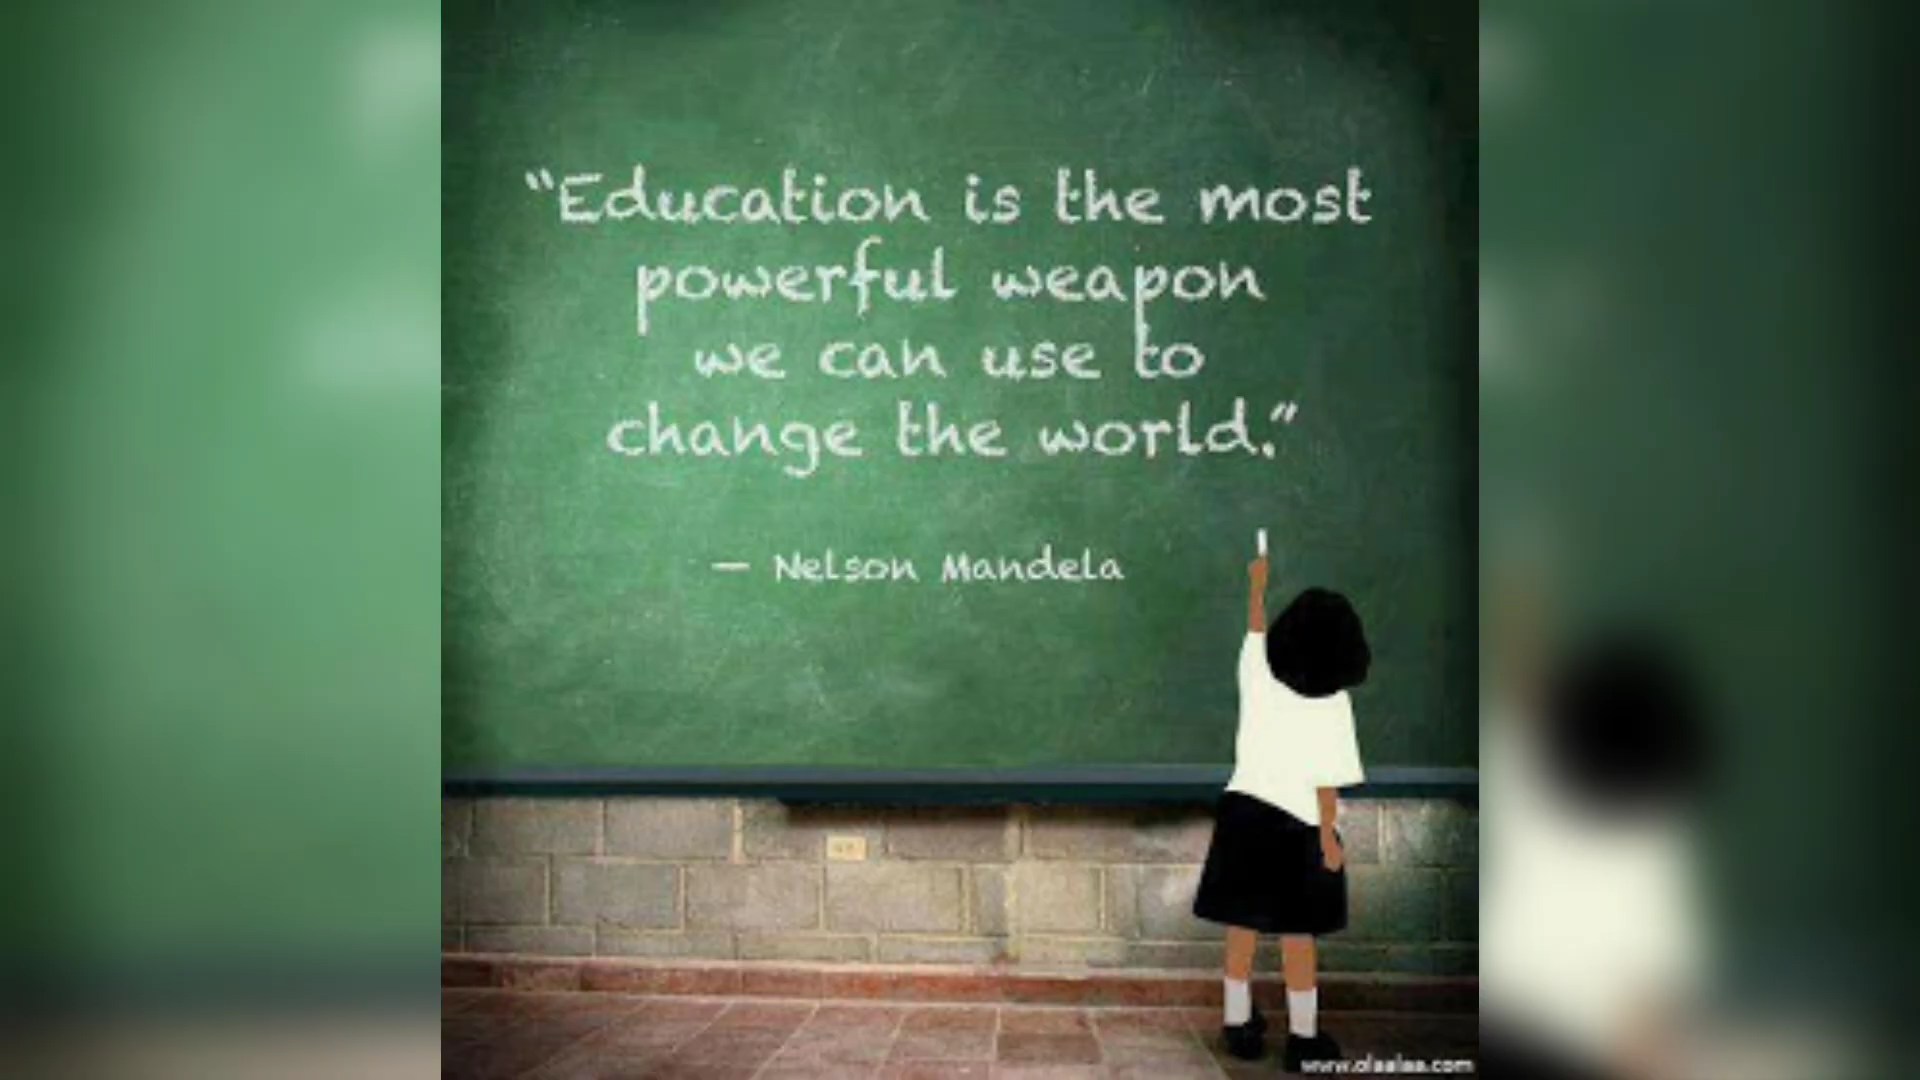 “Education is the most
powerful weapon
we can use to
change the world.”
— Nelson Mandela
www.olaalaa.com